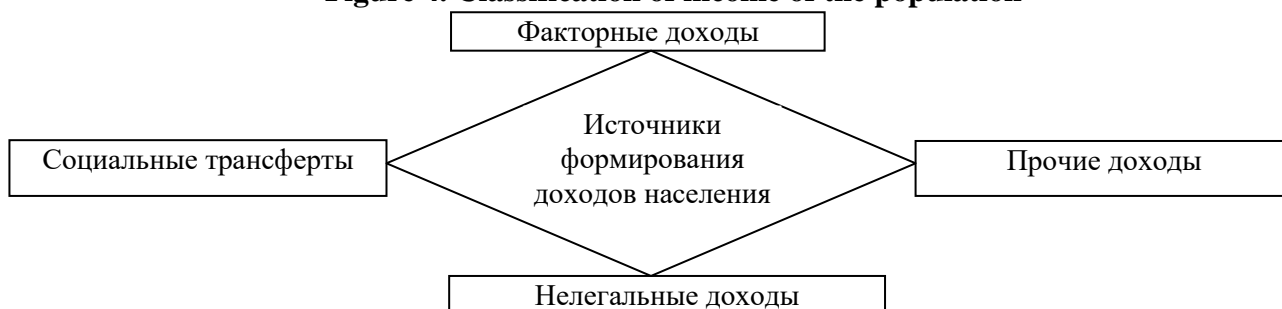 Figure 4. Classification of income of the population
Факторные доходы
Источники
формирования
доходов населения
Социальные трансферты
Прочие доходы
Нелегальные доходы